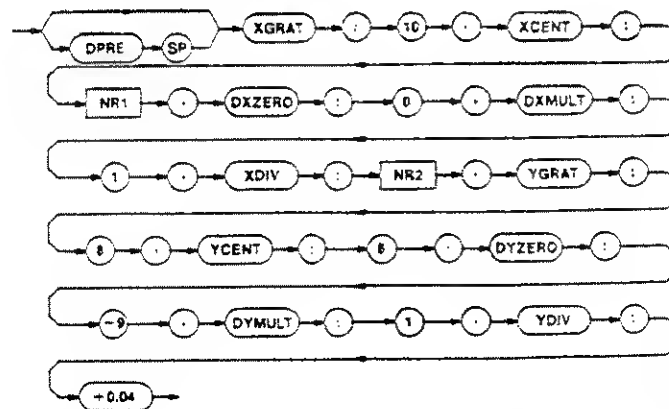 DPRE SP XGRAT : 10 , XCENT :
NR1 , DXZERO : 0 , DXMULT :
1 , XDIV : NR2 , YGRAT :
8 , YCENT : 6 , DYZERO :
-9 , DYMULT : 1 , YDIV :
+0.04